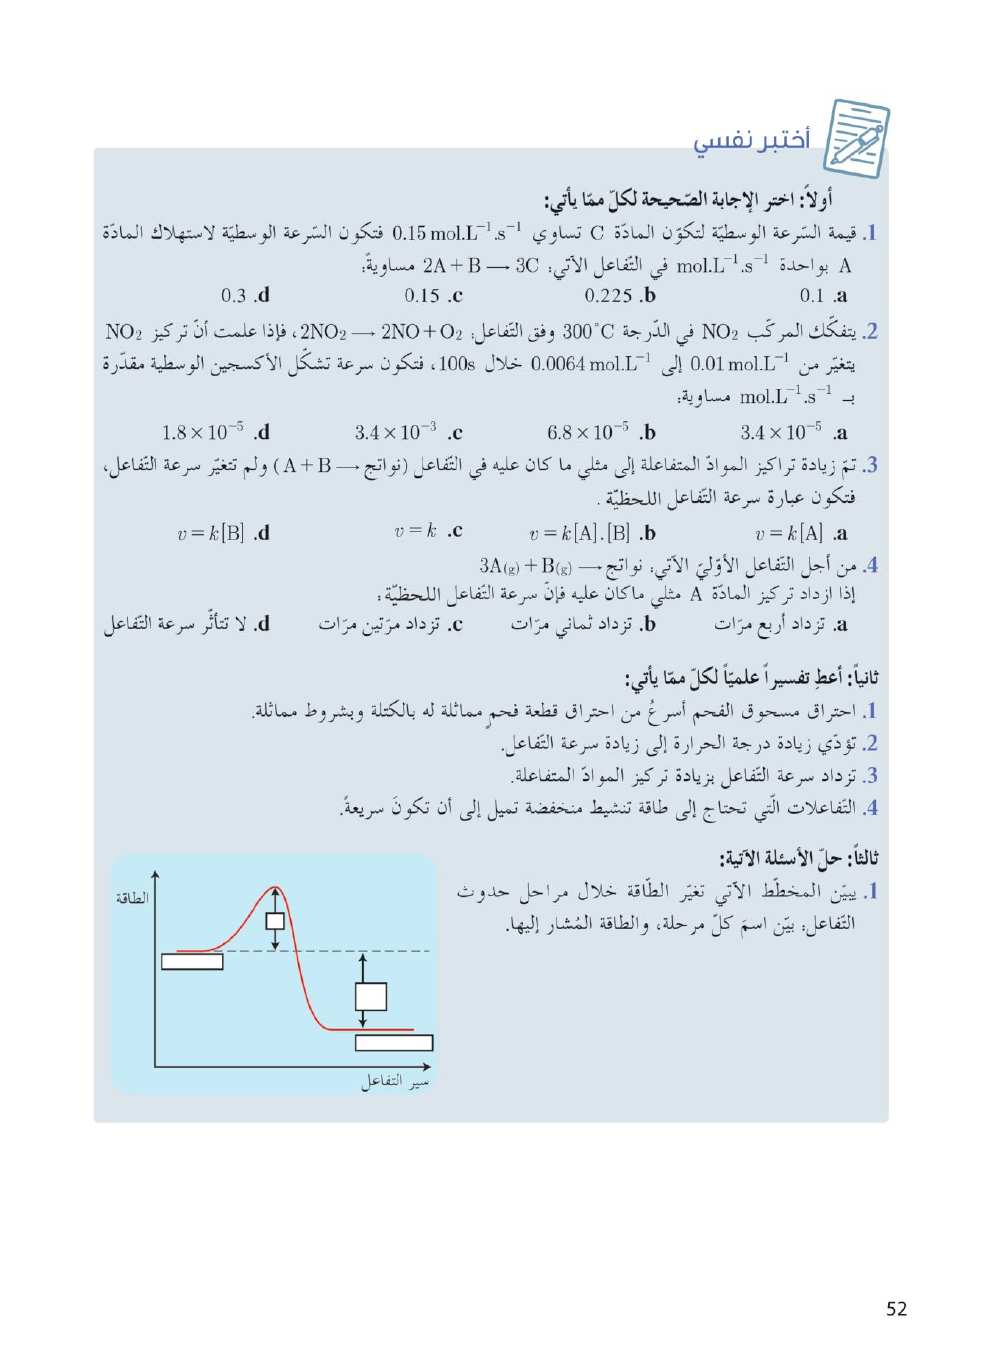 أختبر نفسي
أولاً: اختر الإجابة الصّحيحة لكلّ ممّا يأتي:
1. قيمة السّرعة الوسطيّة لتكوّن المادّة C تساوي 0.15 mol.L⁻¹.s⁻¹ فتكون السّرعة الوسطيّة لاستهلاك المادّة
A بواحدة mol.L⁻¹.s⁻¹ في التّفاعل الآتي: 2A + B ⟶ 3C مساويةً:
a. 0.1 b. 0.225 c. 0.15 d. 0.3
2. يتفكّك المركّب NO₂ في الدّرجة 300°C وفق التّفاعل: 2NO₂ ⟶ 2NO + O₂، فإذا علمت أنّ تركيز NO₂
يتغيّر من 0.01 mol.L⁻¹ إلى 0.0064 mol.L⁻¹ خلال 100s، فتكون سرعة تشكّل الأكسجين الوسطية مقدّرة
بـ mol.L⁻¹.s⁻¹ مساوية:
a. 3.4 × 10⁻⁵ b. 6.8 × 10⁻⁵ c. 3.4 × 10⁻³ d. 1.8 × 10⁻⁵
3. تمّ زيادة تراكيز الموادّ المتفاعلة إلى مثلي ما كان عليه في التّفاعل (نواتج ⟶ A + B) ولم تتغيّر سرعة التّفاعل،
فتكون عبارة سرعة التّفاعل اللحظيّة .
a. v = k[A] b. v = k[A].[B] c. v = k d. v = k[B]
4. من أجل التّفاعل الأوّليّ الآتي: نواتج ⟶ 3A(g) + B(g)
إذا ازداد تركيز المادّة A مثلي ماكان عليه فإنّ سرعة التّفاعل اللحظيّة:
a. تزداد أربع مرّات b. تزداد ثماني مرّات c. تزداد مرّتين مرّات d. لا تتأثّر سرعة التّفاعل
ثانياً: أعطِ تفسيراً علميّاً لكلّ ممّا يأتي:
1. احتراق مسحوق الفحم أسرعُ من احتراق قطعة فحمٍ مماثلة له بالكتلة وبشروط مماثلة.
2. تؤدّي زيادة درجة الحرارة إلى زيادة سرعة التّفاعل.
3. تزداد سرعة التّفاعل بزيادة تركيز الموادّ المتفاعلة.
4. التّفاعلات الّتي تحتاج إلى طاقة تنشيط منخفضة تميل إلى أن تكونَ سريعةً.
ثالثاً: حلّ الأسئلة الآتية:
1. يبيّن المخطّط الآتي تغيّر الطّاقة خلال مراحل حدوث
التّفاعل: بيّن اسمَ كلّ مرحلة، والطاقة المُشار إليها.
الطاقة
سير التفاعل
52